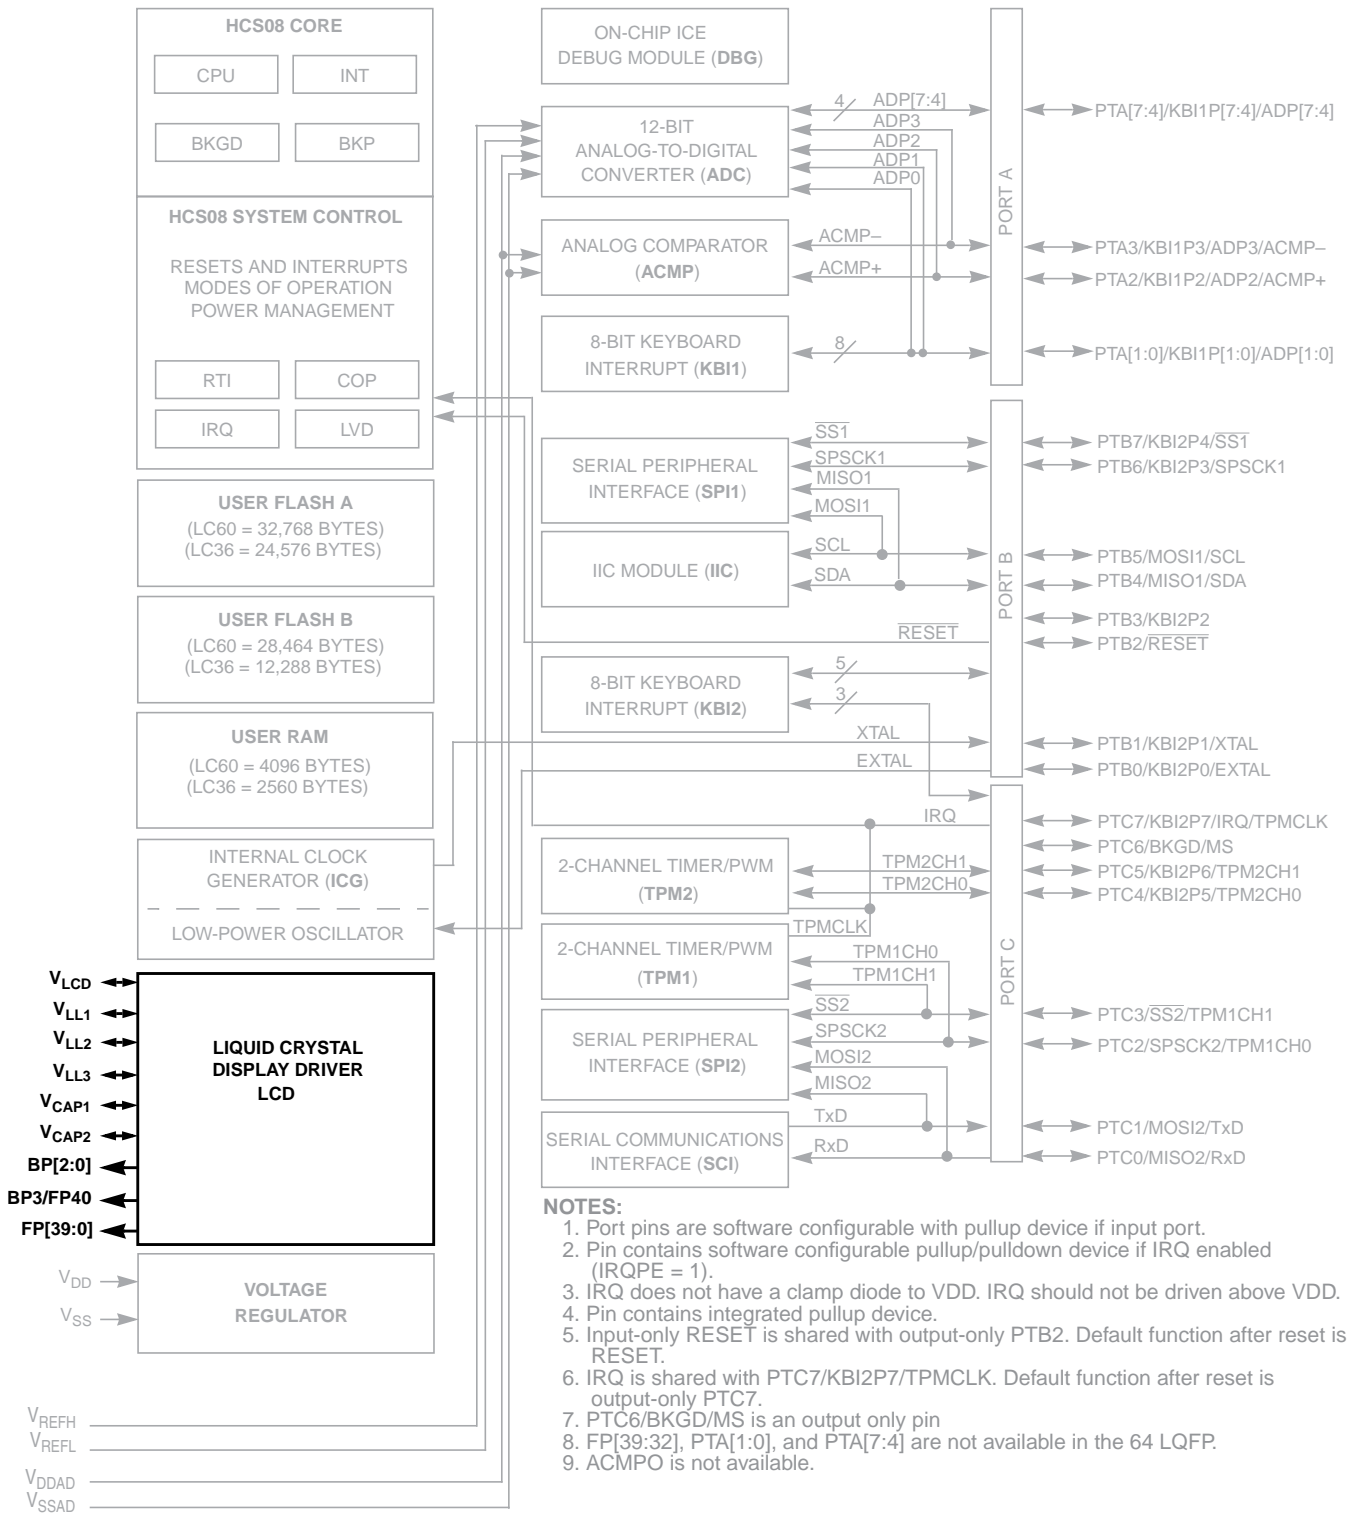 HCS08 CORE
CPU
INT
BKGD
BKP
HCS08 SYSTEM CONTROL
RESETS AND INTERRUPTS
MODES OF OPERATION
POWER MANAGEMENT
RTI
COP
IRQ
LVD
USER FLASH A
(LC60 = 32,768 BYTES)
(LC36 = 24,576 BYTES)
USER FLASH B
(LC60 = 28,464 BYTES)
(LC36 = 12,288 BYTES)
USER RAM
(LC60 = 4096 BYTES)
(LC36 = 2560 BYTES)
INTERNAL CLOCK
GENERATOR (ICG)
LOW-POWER OSCILLATOR
VLCD
VLL1
VLL2
VLL3
VCAP1
VCAP2
BP[2:0]
BP3/FP40
FP[39:0]
LIQUID CRYSTAL
DISPLAY DRIVER
LCD
VDD
VSS
VOLTAGE
REGULATOR
VREFH
VREFL
VDDAD
VSSAD
ON-CHIP ICE
DEBUG MODULE (DBG)
12-BIT
ANALOG-TO-DIGITAL
CONVERTER (ADC)
4
ADP[7:4]
ADP3
ADP2
ADP1
ADP0
ANALOG COMPARATOR
(ACMP)
ACMP–
ACMP+
8-BIT KEYBOARD
INTERRUPT (KBI1)
8
PORT A
PTA[7:4]/KBI1P[7:4]/ADP[7:4]
PTA3/KBI1P3/ADP3/ACMP–
PTA2/KBI1P2/ADP2/ACMP+
PTA[1:0]/KBI1P[1:0]/ADP[1:0]
SERIAL PERIPHERAL
INTERFACE (SPI1)
SS1
SPSCK1
MISO1
MOSI1
IIC MODULE (IIC)
SCL
SDA
RESET
8-BIT KEYBOARD
INTERRUPT (KBI2)
5
3
XTAL
EXTAL
PORT B
PTB7/KBI2P4/SS1
PTB6/KBI2P3/SPSCK1
PTB5/MOSI1/SCL
PTB4/MISO1/SDA
PTB3/KBI2P2
PTB2/RESET
PTB1/KBI2P1/XTAL
PTB0/KBI2P0/EXTAL
IRQ
2-CHANNEL TIMER/PWM
(TPM2)
TPM2CH1
TPM2CH0
TPMCLK
2-CHANNEL TIMER/PWM
(TPM1)
TPM1CH0
TPM1CH1
SERIAL PERIPHERAL
INTERFACE (SPI2)
SS2
SPSCK2
MOSI2
MISO2
SERIAL COMMUNICATIONS
INTERFACE (SCI)
TxD
RxD
PORT C
PTC7/KBI2P7/IRQ/TPMCLK
PTC6/BKGD/MS
PTC5/KBI2P6/TPM2CH1
PTC4/KBI2P5/TPM2CH0
PTC3/SS2/TPM1CH1
PTC2/SPSCK2/TPM1CH0
PTC1/MOSI2/TxD
PTC0/MISO2/RxD
NOTES:
1. Port pins are software configurable with pullup device if input port.
2. Pin contains software configurable pullup/pulldown device if IRQ enabled
(IRQPE = 1).
3. IRQ does not have a clamp diode to VDD. IRQ should not be driven above VDD.
4. Pin contains integrated pullup device.
5. Input-only RESET is shared with output-only PTB2. Default function after reset is
RESET.
6. IRQ is shared with PTC7/KBI2P7/TPMCLK. Default function after reset is
output-only PTC7.
7. PTC6/BKGD/MS is an output only pin
8. FP[39:32], PTA[1:0], and PTA[7:4] are not available in the 64 LQFP.
9. ACMPO is not available.